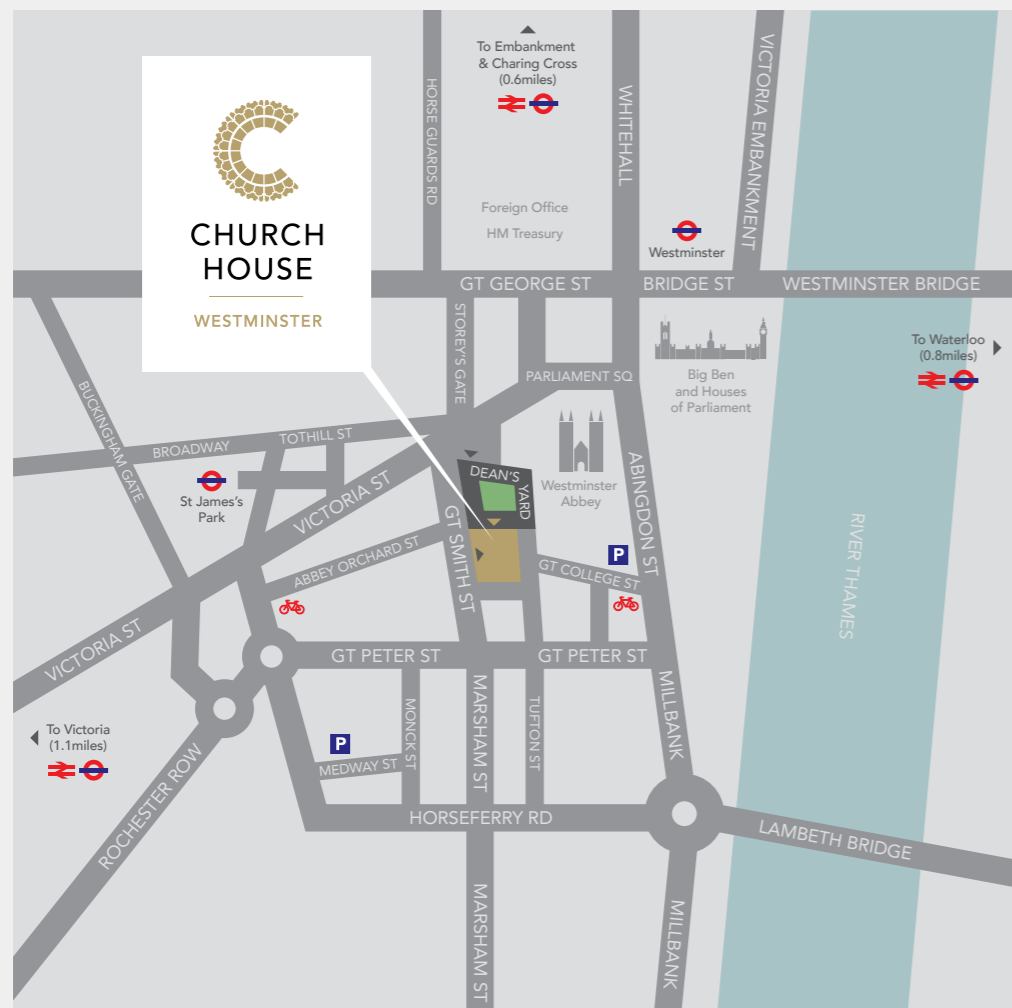 To Embankment
& Charing Cross
(0.6miles)
HORSE GUARDS RD
WHITEHALL
VICTORIA EMBANKMENT
CHURCH
HOUSE
WESTMINSTER
Foreign Office
HM Treasury
Westminster
GT GEORGE ST
BRIDGE ST
WESTMINSTER BRIDGE
STOREY'S GATE
To Waterloo
(0.8miles)
PARLIAMENT SQ
Big Ben
and Houses
of Parliament
BUCKINGHAM GATE
BROADWAY
TOTHILL ST
St James's
Park
VICTORIA ST
DEAN'S
YARD
Westminster
Abbey
ABINGDON ST
RIVER THAMES
ABBEY ORCHARD ST
GT SMITH ST
P
GT COLLEGE ST
VICTORIA ST
GT PETER ST
GT PETER ST
To Victoria
(1.1miles)
ROCHESTER ROW
P
MEDWAY ST
MONCK ST
MARSHAM ST
TUFTON ST
MILLBANK
HORSEFERRY RD
LAMBETH BRIDGE
MARSHAM ST
MILLBANK